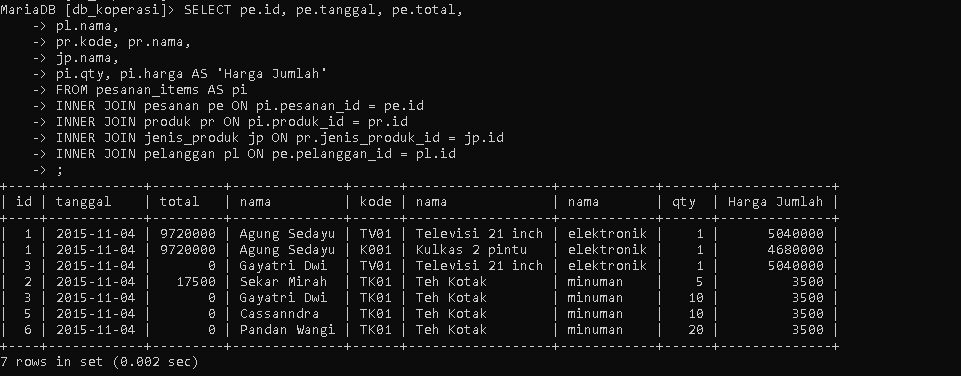 MariaDB [db_koperasi]> SELECT pe.id, pe.tanggal, pe.total,
    -> pl.nama,
    -> pr.kode, pr.nama,
    -> jp.nama,
    -> pi.qty, pi.harga AS 'Harga Jumlah'
    -> FROM pesanan_items AS pi
    -> INNER JOIN pesanan pe ON pi.pesanan_id = pe.id
    -> INNER JOIN produk pr ON pi.produk_id = pr.id
    -> INNER JOIN jenis_produk jp ON pr.jenis_produk_id = jp.id
    -> INNER JOIN pelanggan pl ON pe.pelanggan_id = pl.id
    -> ;
+----+------------+---------+--------------+------+------------------+------------+-----+--------------+
| id | tanggal    | total   | nama         | kode | nama             | nama       | qty | Harga Jumlah |
+----+------------+---------+--------------+------+------------------+------------+-----+--------------+
|  1 | 2015-11-04 | 9720000 | Agung Sedayu | TV01 | Televisi 21 inch | elektronik |   1 |      5040000 |
|  1 | 2015-11-04 | 9720000 | Agung Sedayu | K001 | Kulkas 2 pintu   | elektronik |   1 |      4680000 |
|  3 | 2015-11-04 |       0 | Gayatri Dwi  | TV01 | Televisi 21 inch | elektronik |   1 |      5040000 |
|  2 | 2015-11-04 |   17500 | Sekar Mirah  | TK01 | Teh Kotak        | minuman    |   5 |         3500 |
|  3 | 2015-11-04 |       0 | Gayatri Dwi  | TK01 | Teh Kotak        | minuman    |  10 |         3500 |
|  5 | 2015-11-04 |       0 | Cassanndra   | TK01 | Teh Kotak        | minuman    |  10 |         3500 |
|  6 | 2015-11-04 |       0 | Pandan Wangi | TK01 | Teh Kotak        | minuman    |  20 |         3500 |
+----+------------+---------+--------------+------+------------------+------------+-----+--------------+
7 rows in set (0.002 sec)